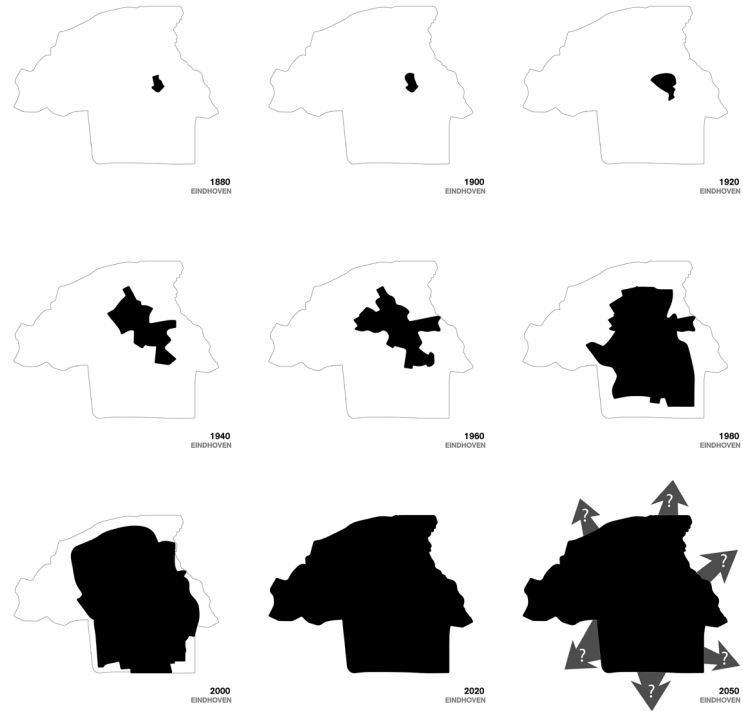 1880
EINDHOVEN
1900
EINDHOVEN
1920
EINDHOVEN
1940
EINDHOVEN
1960
EINDHOVEN
1980
EINDHOVEN
2000
EINDHOVEN
2020
EINDHOVEN
?
?
?
?
?
?
2050
EINDHOVEN